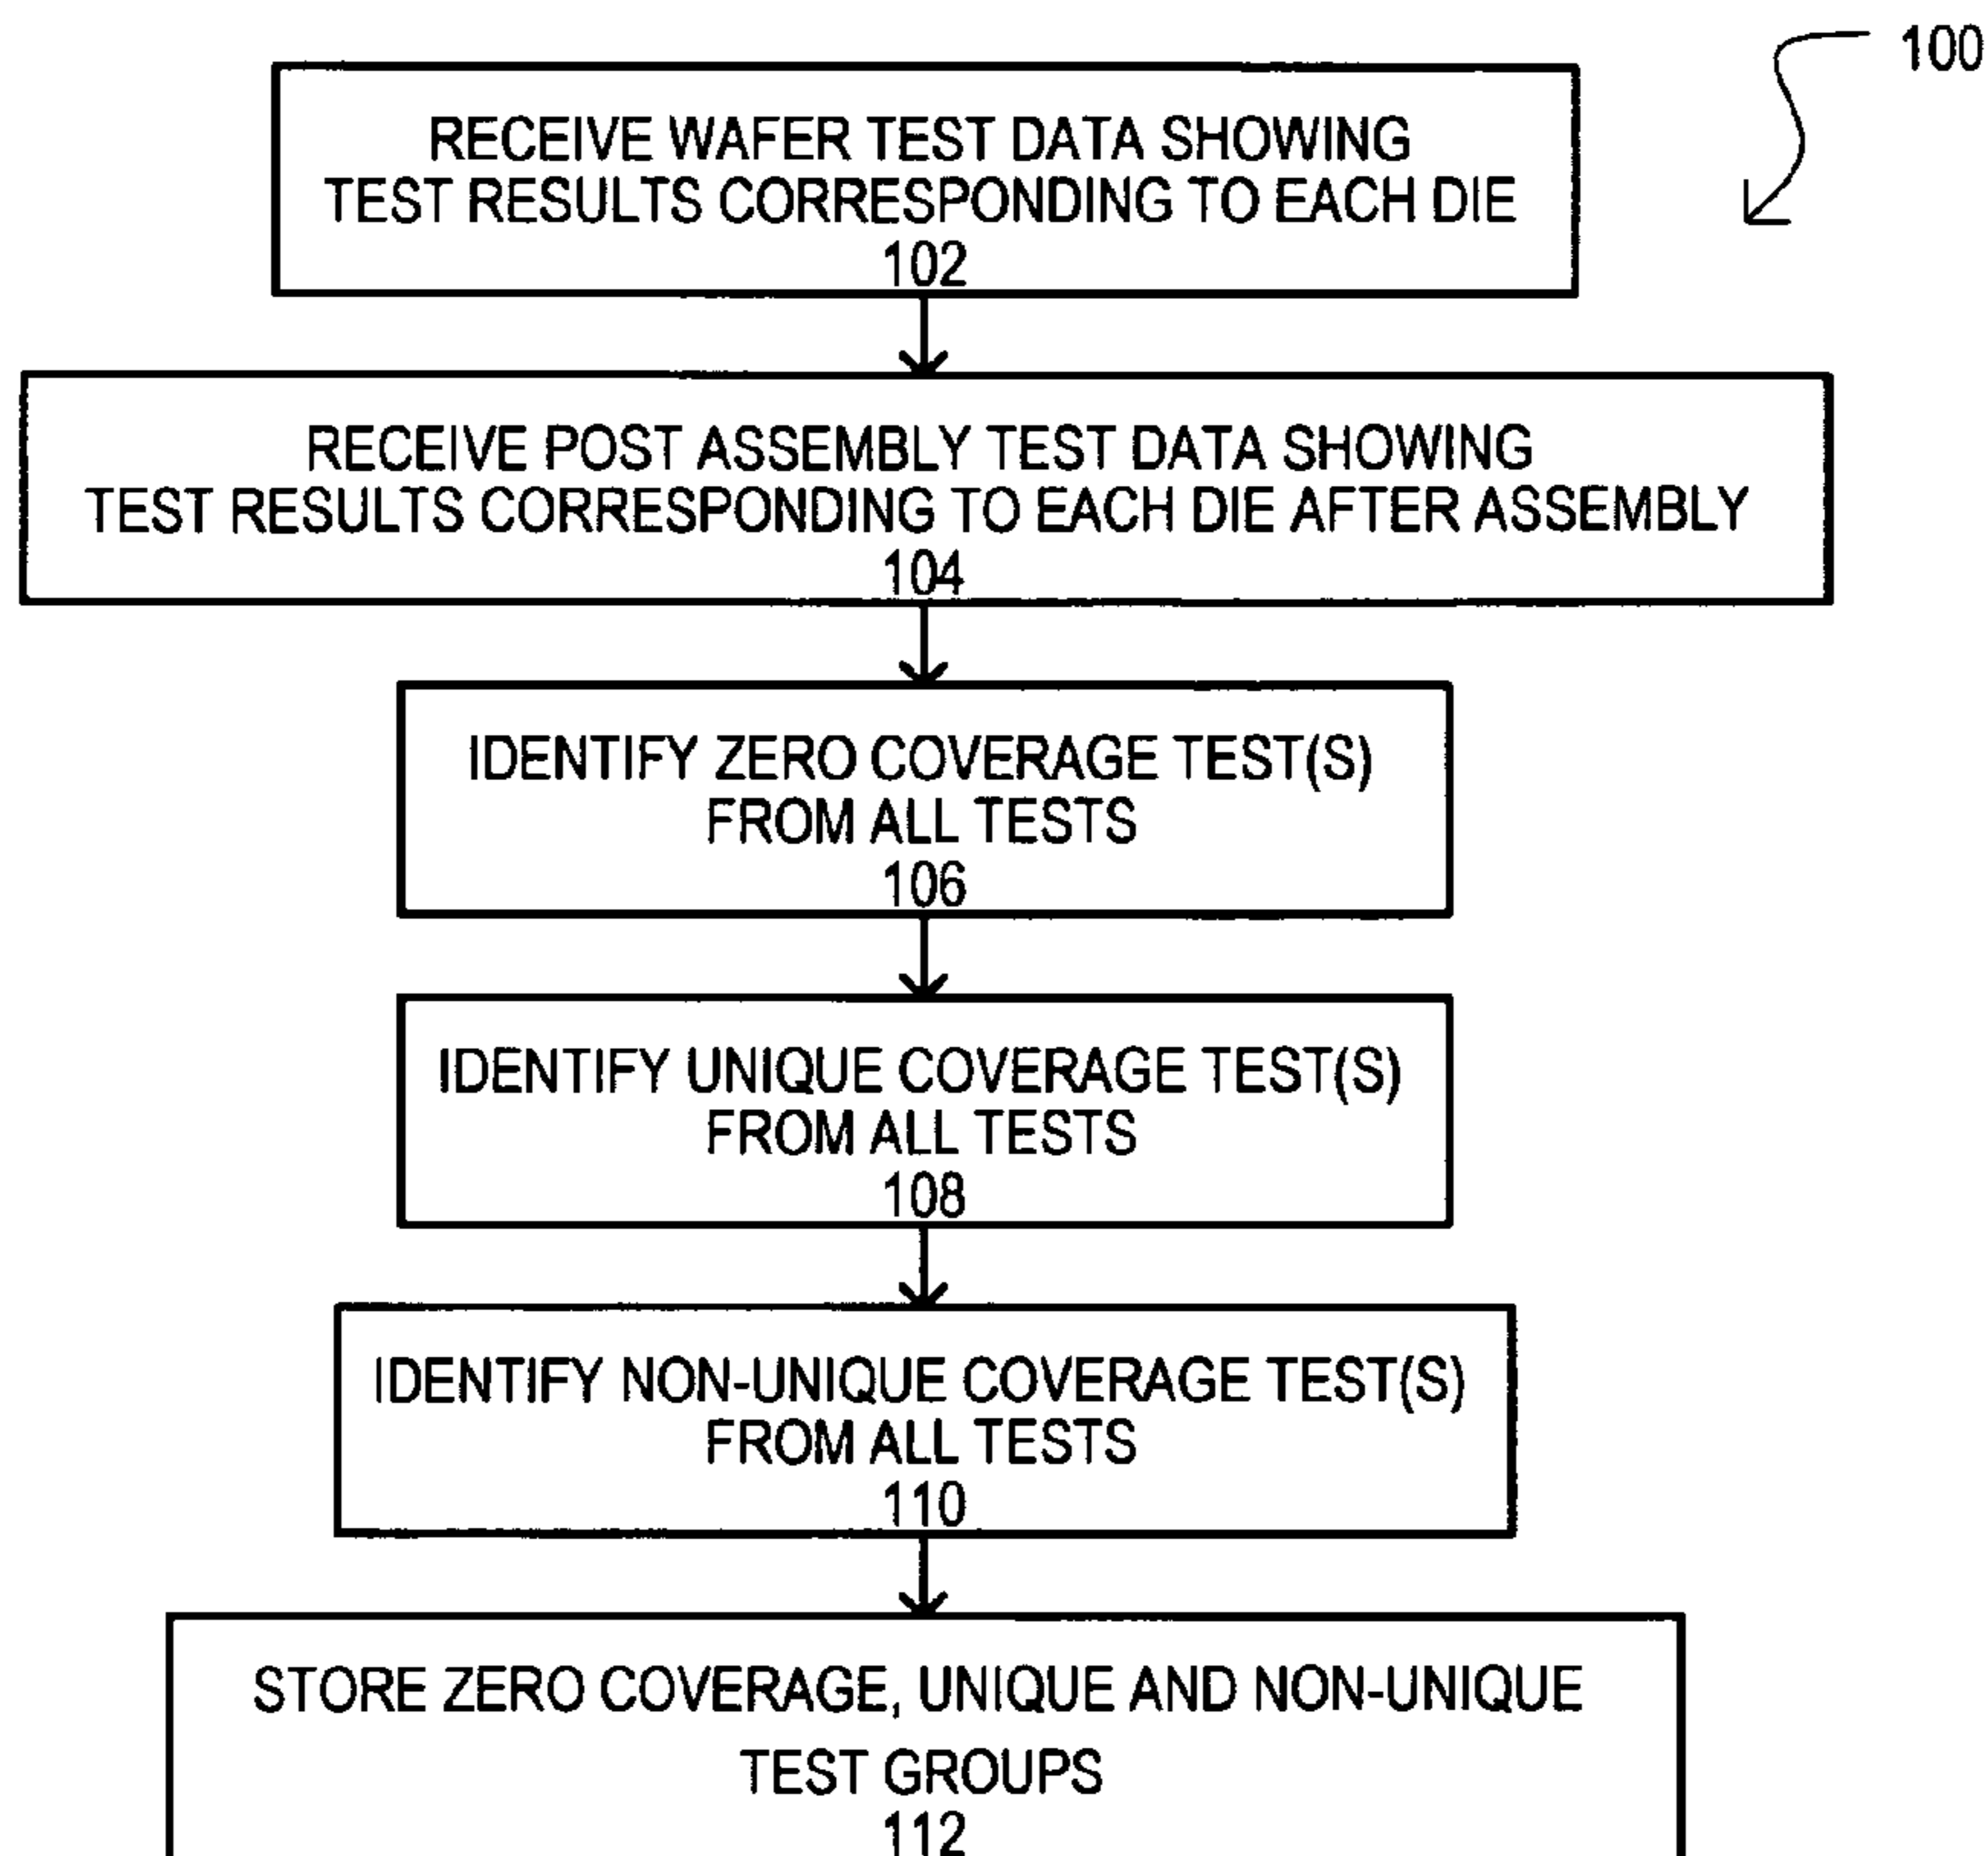 100
RECEIVE WAFER TEST DATA SHOWING
TEST RESULTS CORRESPONDING TO EACH DIE
102
RECEIVE POST ASSEMBLY TEST DATA SHOWING
TEST RESULTS CORRESPONDING TO EACH DIE AFTER ASSEMBLY
104
IDENTIFY ZERO COVERAGE TEST(S)
FROM ALL TESTS
106
IDENTIFY UNIQUE COVERAGE TEST(S)
FROM ALL TESTS
108
IDENTIFY NON-UNIQUE COVERAGE TEST(S)
FROM ALL TESTS
110
STORE ZERO COVERAGE, UNIQUE AND NON-UNIQUE
TEST GROUPS
112